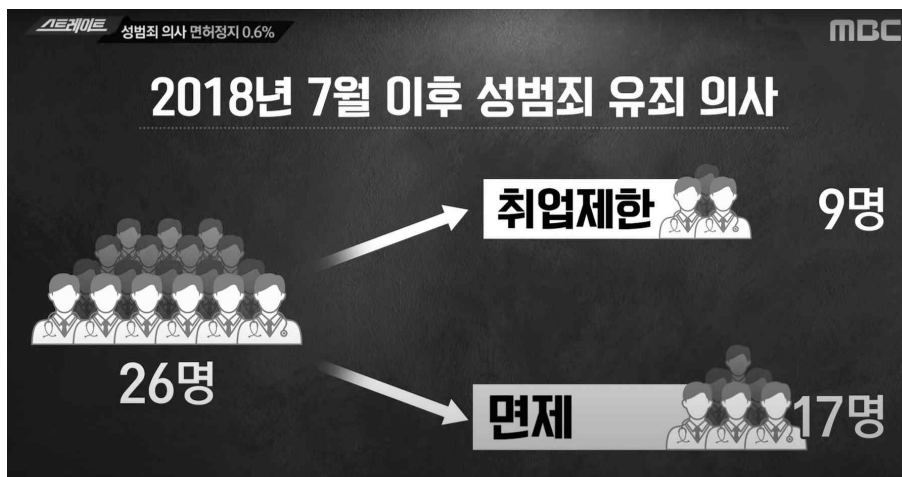 스트레이트 성범죄 의사 면허정지 0.6%
MBC
2018년 7월 이후 성범죄 유죄 의사
취업제한 9명
26명
면제 17명